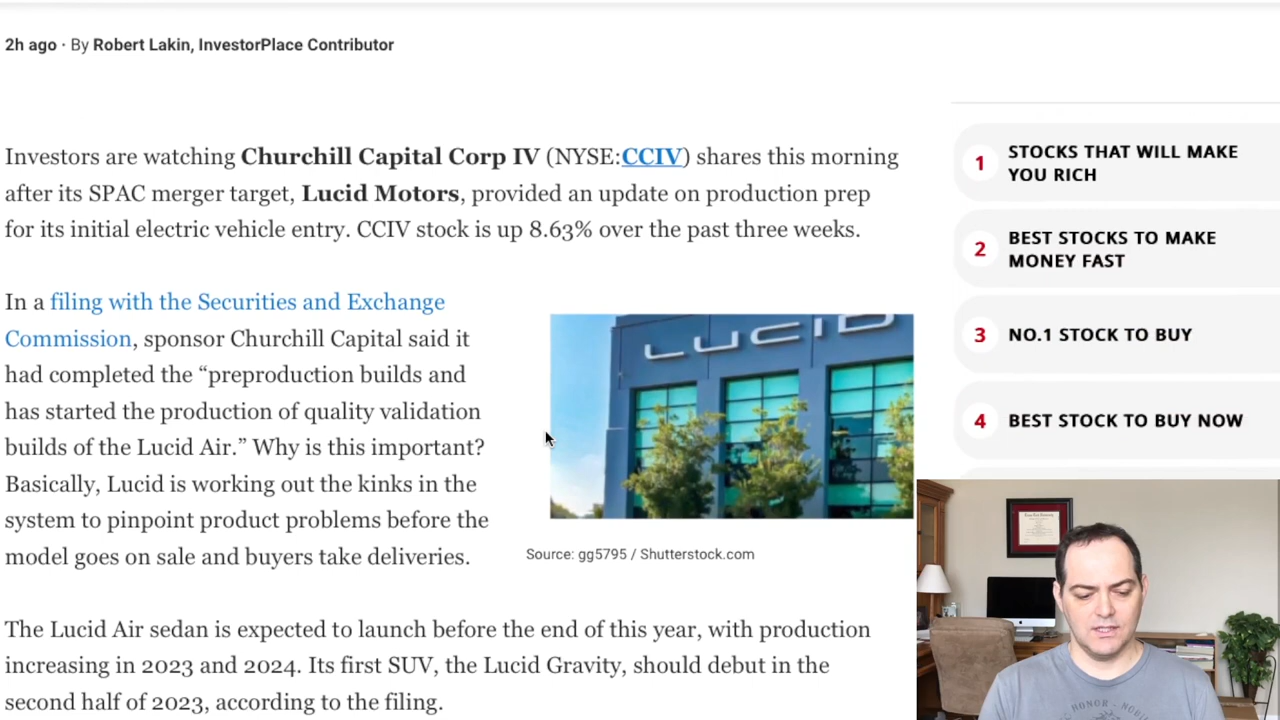 2h ago · By Robert Lakin, InvestorPlace Contributor
Investors are watching Churchill Capital Corp IV (NYSE:CCIV) shares this morning
after its SPAC merger target, Lucid Motors, provided an update on production prep
for its initial electric vehicle entry. CCIV stock is up 8.63% over the past three weeks.
In a filing with the Securities and Exchange
Commission, sponsor Churchill Capital said it
had completed the “preproduction builds and
has started the production of quality validation
builds of the Lucid Air.” Why is this important?
Basically, Lucid is working out the kinks in the
system to pinpoint product problems before the
model goes on sale and buyers take deliveries.
LUCID
Source: gg5795 / Shutterstock.com
The Lucid Air sedan is expected to launch before the end of this year, with production
increasing in 2023 and 2024. Its first SUV, the Lucid Gravity, should debut in the
second half of 2023, according to the filing.
1 STOCKS THAT WILL MAKE
YOU RICH
2 BEST STOCKS TO MAKE
MONEY FAST
3 NO.1 STOCK TO BUY
4 BEST STOCK TO BUY NOW
HONOR · NOBIL